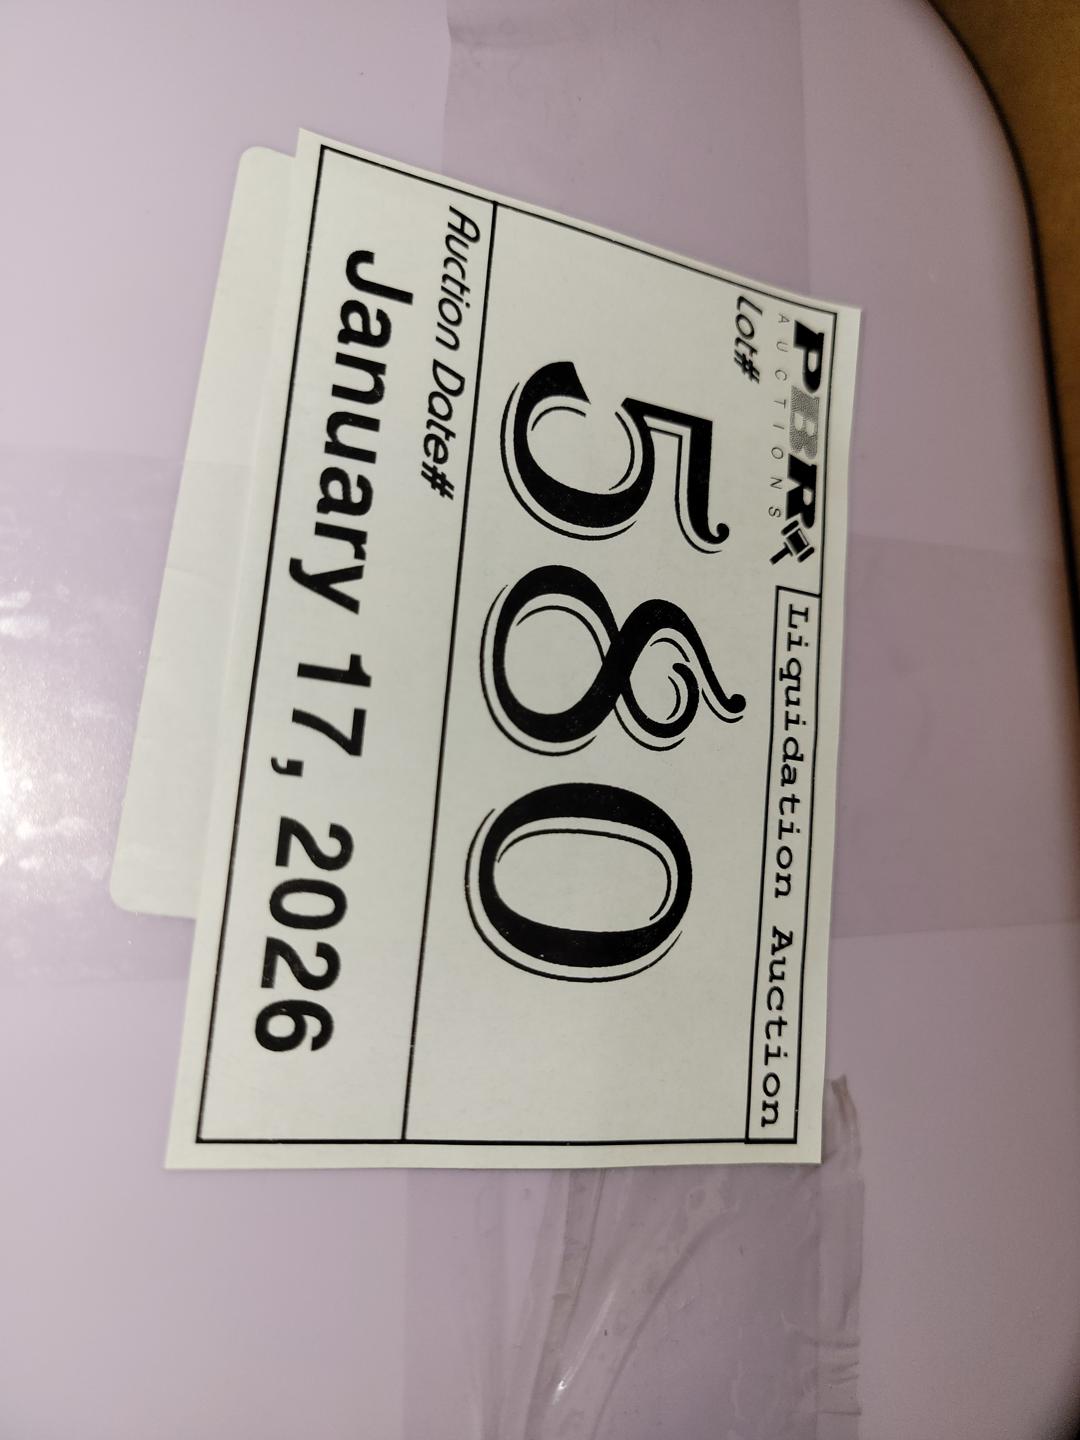 PBR
AUCTIONS
Liquidation Auction
Lot#
580
Auction Date#
January 17, 2026